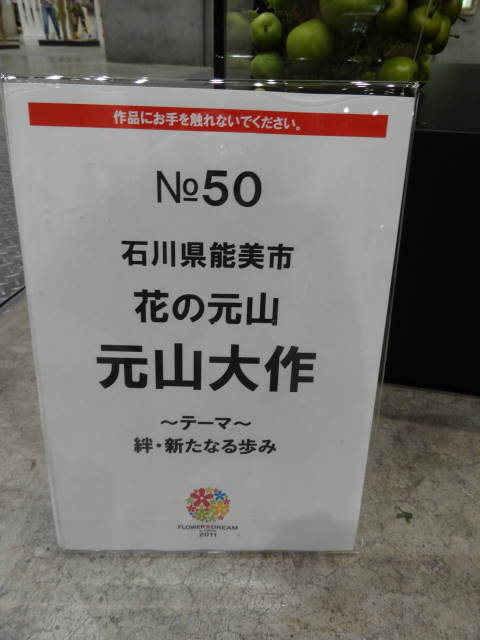 作品にお手を触れないでください。
№50
石川県能美市
花の元山
元山大作
～テーマ～
絆・新たなる歩み
FLOWER DREAM
2011